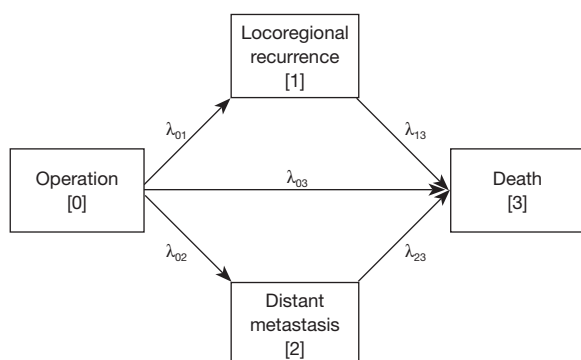 Locoregional
recurrence
[1]
λ01
λ13
Operation
[0]
λ03
Death
[3]
λ02
λ23
Distant
metastasis
[2]